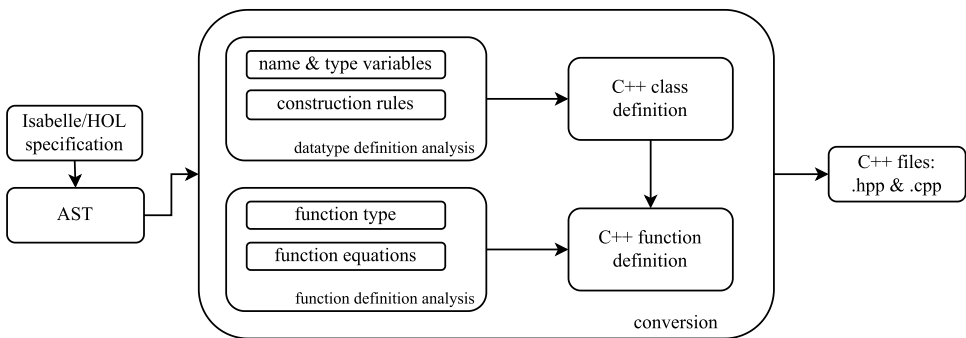 Isabelle/HOL
specification
AST
name & type variables
construction rules
datatype definition analysis
function type
function equations
function definition analysis
C++ class
definition
C++ function
definition
conversion
C++ files:
.hpp & .cpp